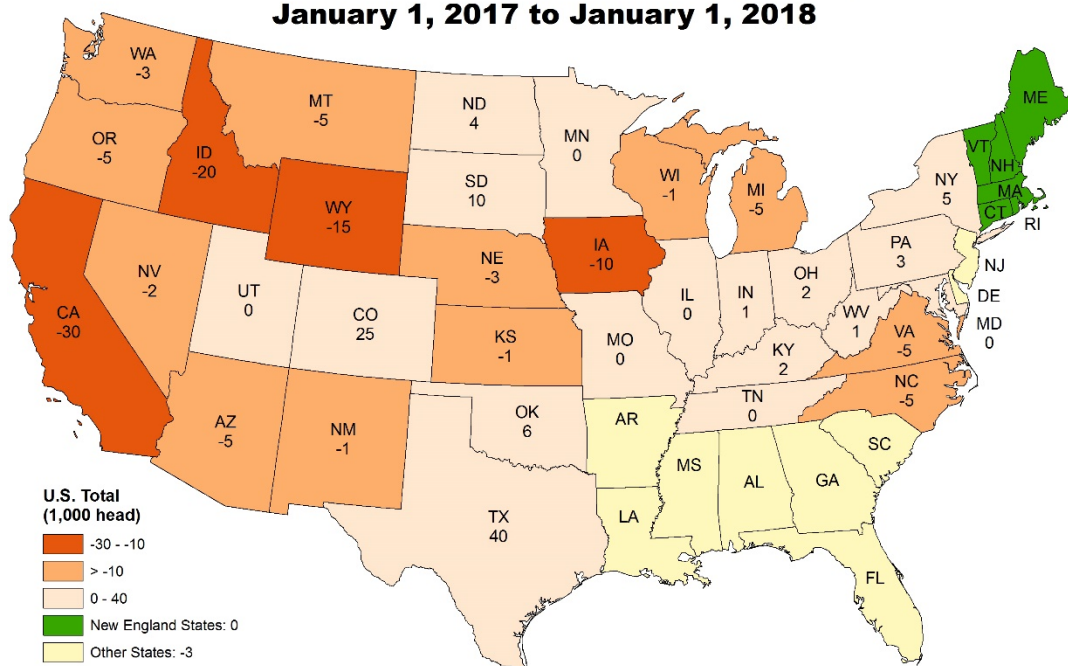 January 1, 2017 to January 1, 2018
WA
-3
MT
-5
ND
4
MN
0
ME
OR
-5
ID
-20
VT
NH
SD
10
WI
-1
MI
-5
NY
5
MA
CT
RI
WY
-15
IA
-10
PA
3
NE
-3
NJ
NV
-2
UT
0
CO
25
IL
0
IN
1
OH
2
DE
WV
1
MD
0
CA
-30
KS
-1
MO
0
VA
-5
KY
2
NC
-5
TN
0
AZ
-5
NM
-1
OK
6
AR
SC
MS
AL
GA
TX
40
LA
FL
U.S. Total
(1,000 head)
-30 - -10
> -10
0 - 40
New England States: 0
Other States: -3